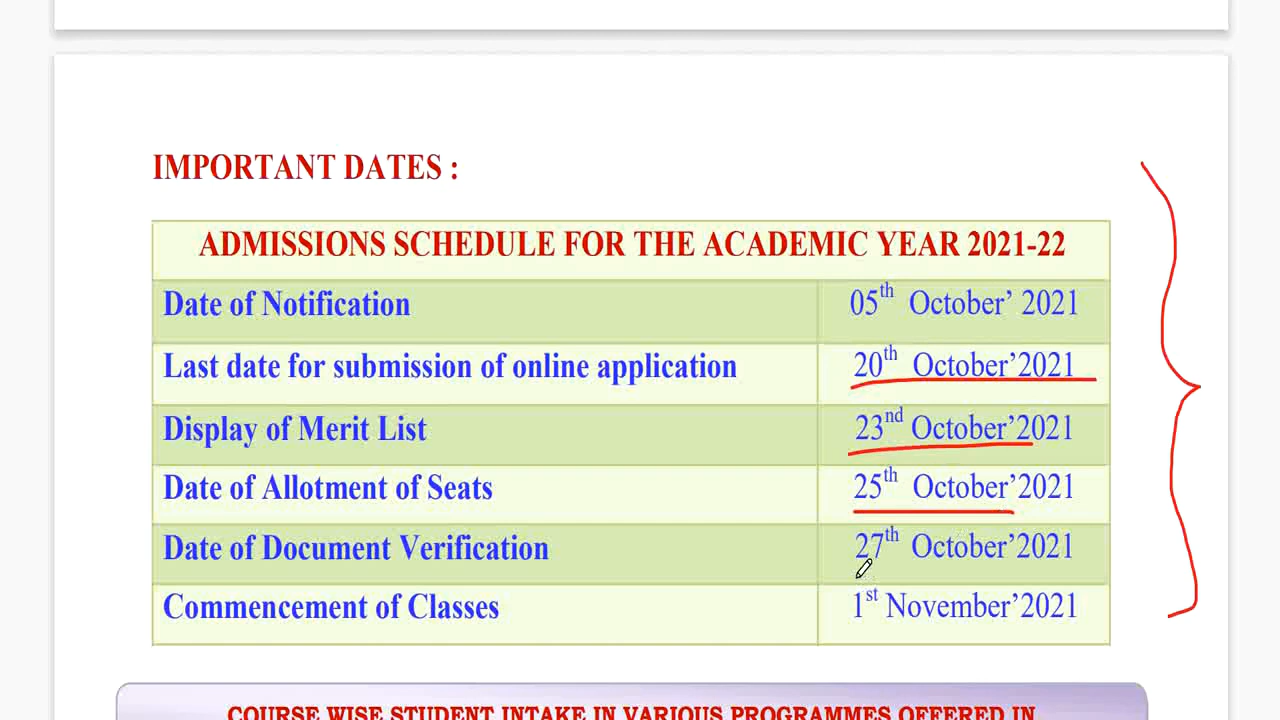 IMPORTANT DATES :
ADMISSIONS SCHEDULE FOR THE ACADEMIC YEAR 2021-22
Date of Notification 05th October’ 2021
Last date for submission of online application 20th October’2021
Display of Merit List 23nd October’2021
Date of Allotment of Seats 25th October’2021
Date of Document Verification 27th October’2021
Commencement of Classes 1st November’2021
COURSE WISE STUDENT INTAKE IN VARIOUS PROGRAMMES OFFERED IN